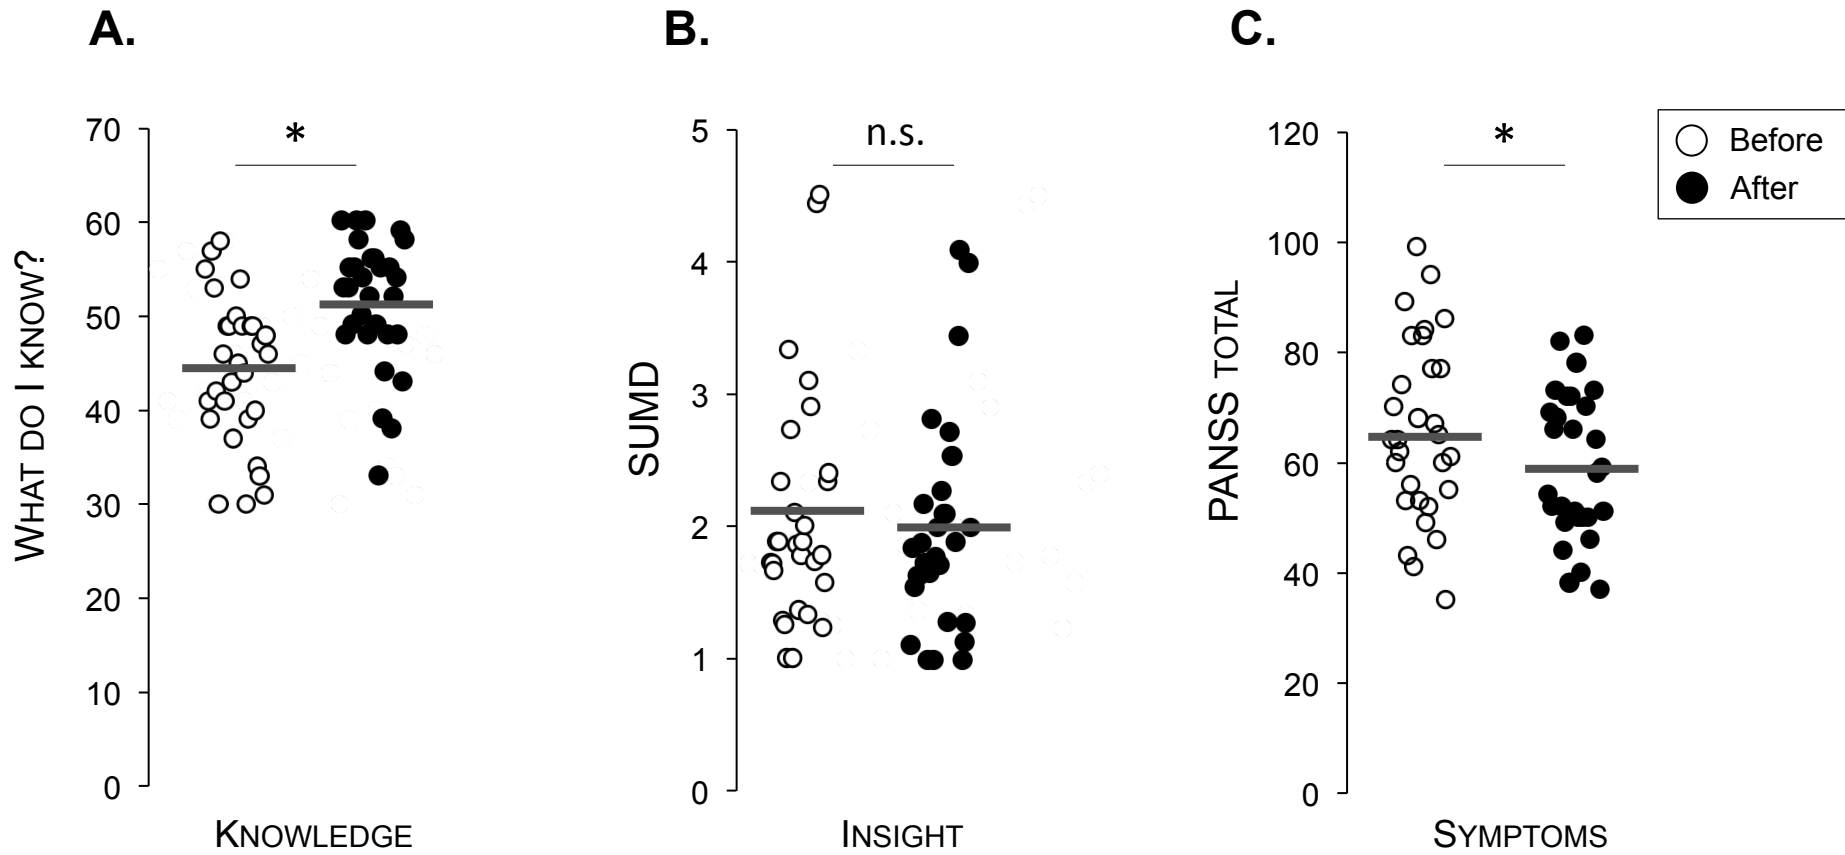 A.
B.
C.
WHAT DO I KNOW?
70
60
50
40
30
20
10
0
*
KNOWLEDGE
SUMD
5
4
3
2
1
0
n.s.
INSIGHT
PANSS TOTAL
120
100
80
60
40
20
0
*
SYMPTOMS
Before
After